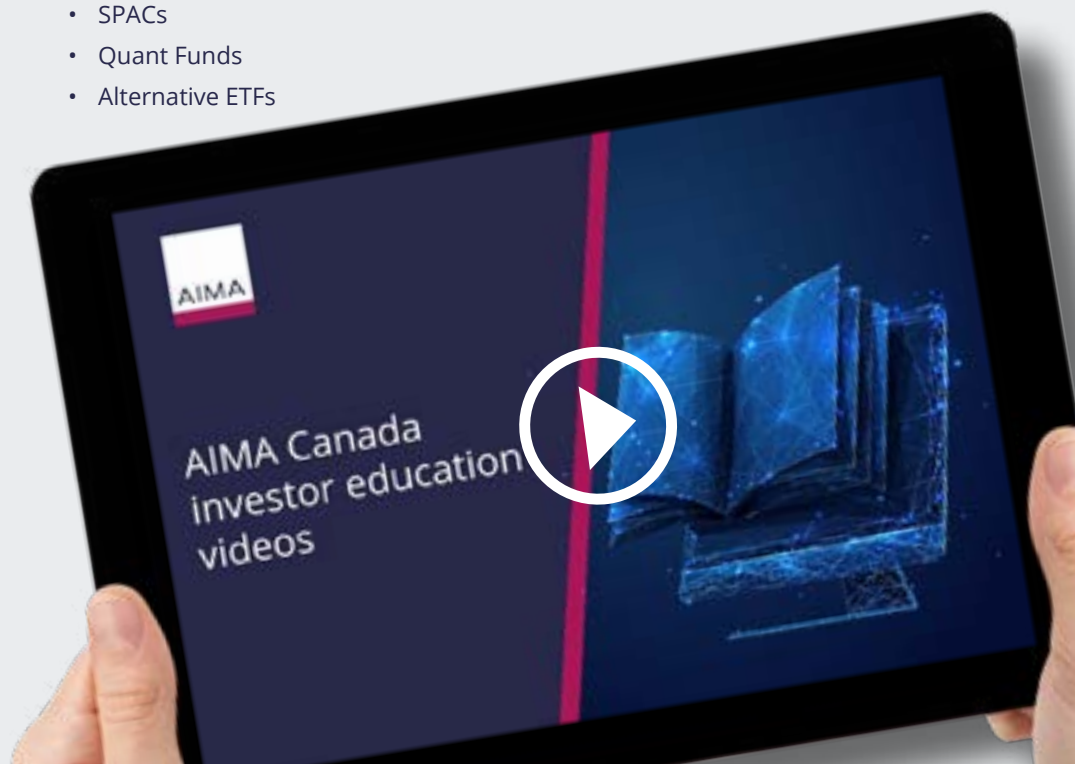 • SPACs
• Quant Funds
• Alternative ETFs
AIMA
AIMA Canada
investor education
videos